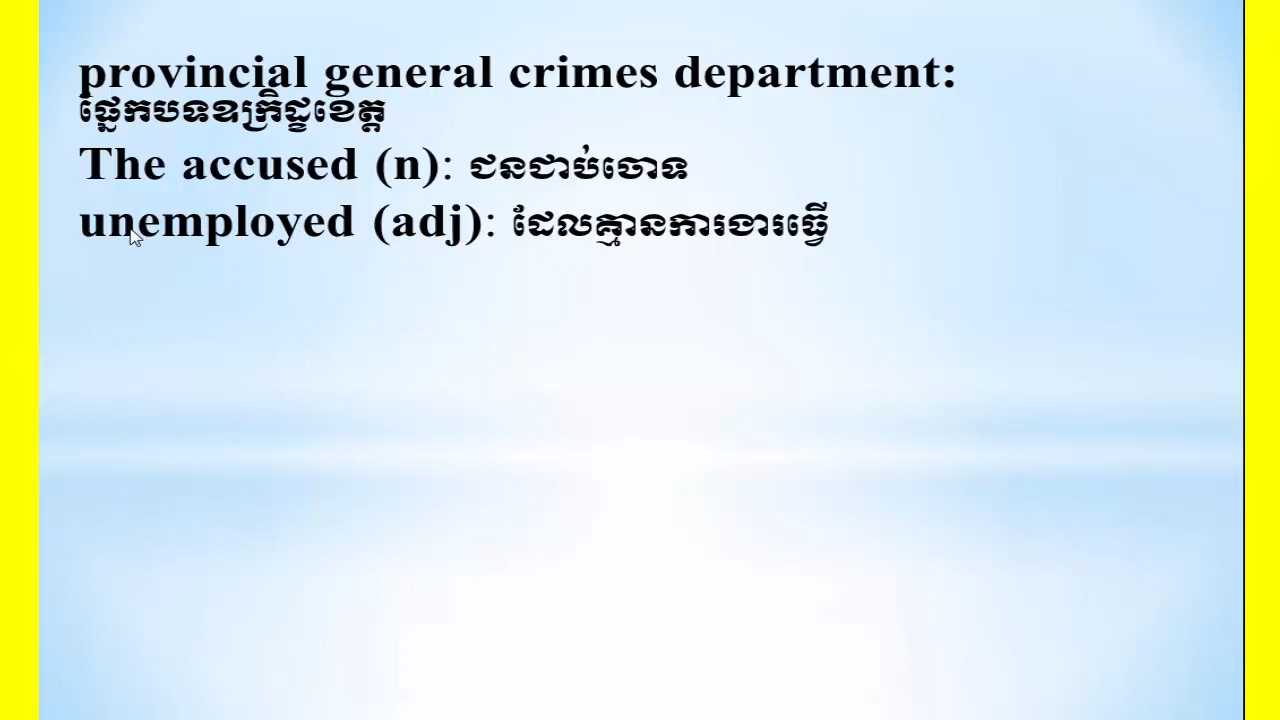 provincial general crimes department:
ផ្នែកបទឧក្រិដ្ឋខេត្ត
The accused (n): ជនជាប់ចោទ
unemployed (adj): ដែលគ្មានការងារធ្វើ